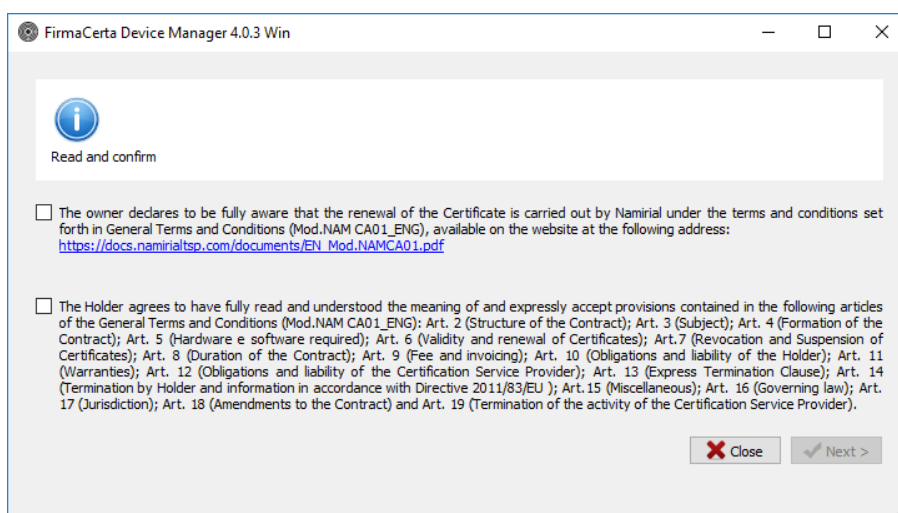 FirmaCerta Device Manager 4.0.3 Win
Read and confirm
The owner declares to be fully aware that the renewal of the Certificate is carried out by Namirial under the terms and conditions set
forth in General Terms and Conditions (Mod.NAM CA01_ENG), available on the website at the following address:
https://docs.namirialtsp.com/documents/EN_Mod.NAMCA01.pdf
The Holder agrees to have fully read and understood the meaning of and expressly accept provisions contained in the following articles
of the General Terms and Conditions (Mod.NAM CA01_ENG): Art. 2 (Structure of the Contract); Art. 3 (Subject); Art. 4 (Formation of the
Contract); Art. 5 (Hardware e software required); Art. 6 (Validity and renewal of Certificates); Art.7 (Revocation and Suspension of
Certificates); Art. 8 (Duration of the Contract); Art. 9 (Fee and invoicing); Art. 10 (Obligations and liability of the Holder); Art. 11
(Warranties); Art. 12 (Obligations and liability of the Certification Service Provider); Art. 13 (Express Termination Clause); Art. 14
(Termination by Holder and information in accordance with Directive 2011/83/EU ); Art.15 (Miscellaneous); Art. 16 (Governing law); Art.
17 (Jurisdiction); Art. 18 (Amendments to the Contract) and Art. 19 (Termination of the activity of the Certification Service Provider).
Close
Next >